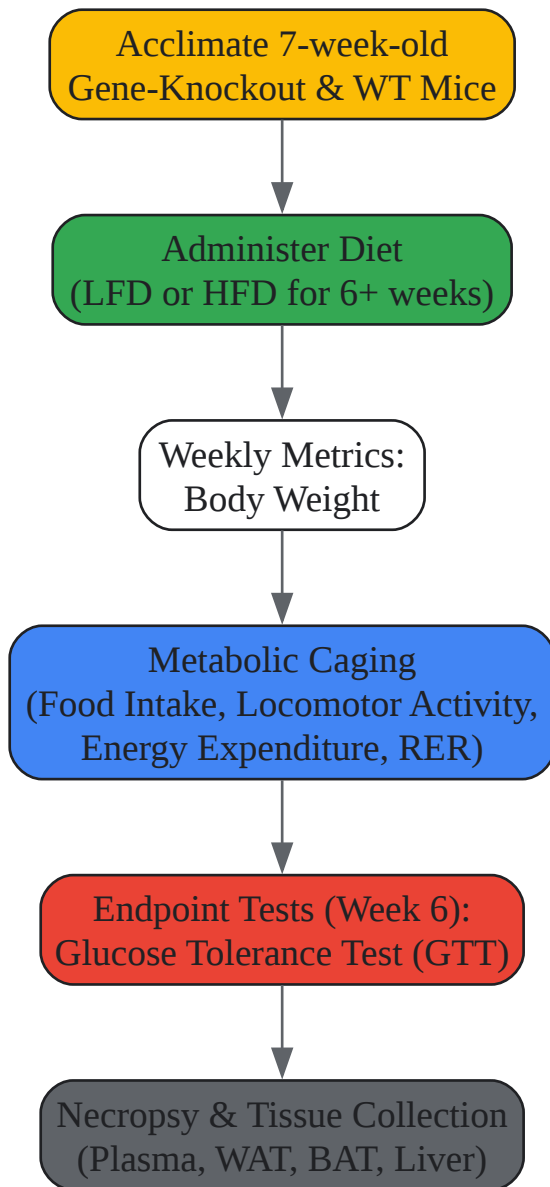 Acclimate 7-week-old
Gene-Knockout & WT Mice
Administer Diet
(LFD or HFD for 6+ weeks)
Weekly Metrics:
Body Weight
Metabolic Caging
(Food Intake, Locomotor Activity,
Energy Expenditure, RER)
Endpoint Tests (Week 6):
Glucose Tolerance Test (GTT)
Necropsy & Tissue Collection
(Plasma, WAT, BAT, Liver)